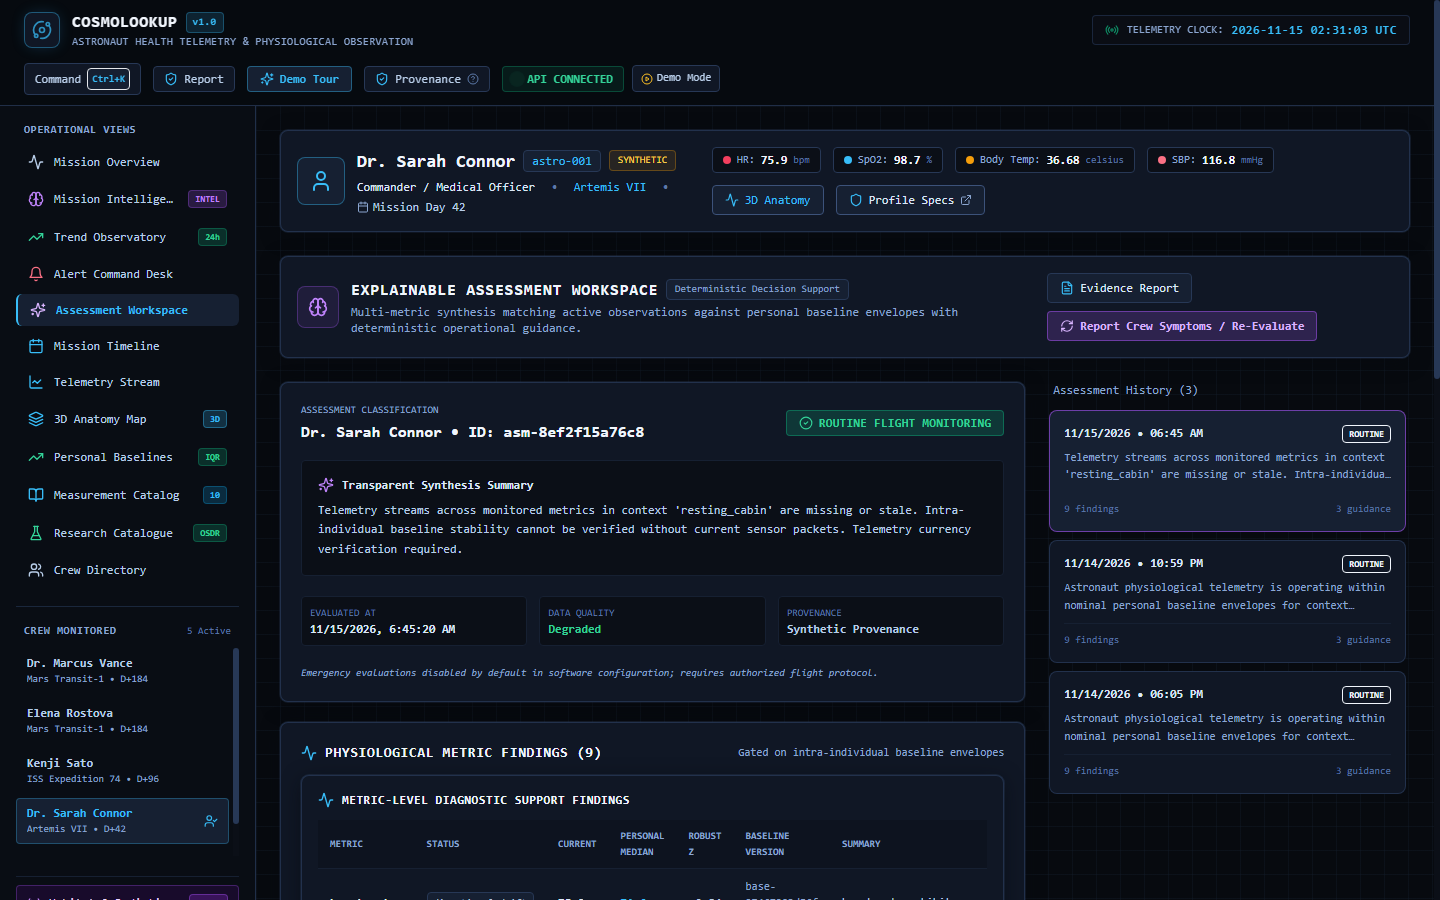 COSMOLOOKUP v1.0
ASTRONAUT HEALTH TELEMETRY & PHYSIOLOGICAL OBSERVATION
TELEMETRY CLOCK: 2026-11-15 02:31:03 UTC
Command Ctrl+K
Report
Demo Tour
Provenance
API CONNECTED
Demo Mode
OPERATIONAL VIEWS
Mission Overview
Mission Intellige… INTEL
Trend Observatory 24h
Alert Command Desk
Assessment Workspace
Mission Timeline
Telemetry Stream
3D Anatomy Map 3D
Personal Baselines IQR
Measurement Catalog 10
Research Catalogue OSDR
Crew Directory
CREW MONITORED 5 Active
Dr. Marcus Vance
Mars Transit-1 • D+184
Elena Rostova
Mars Transit-1 • D+184
Kenji Sato
ISS Expedition 74 • D+96
Dr. Sarah Connor
Artemis VII • D+42
Dr. Sarah Connor astro-001 SYNTHETIC
Commander / Medical Officer • Artemis VII •
Mission Day 42
HR: 75.9 bpm
SpO2: 98.7 %
Body Temp: 36.68 celsius
SBP: 116.8 mmHg
3D Anatomy
Profile Specs
EXPLAINABLE ASSESSMENT WORKSPACE Deterministic Decision Support
Multi-metric synthesis matching active observations against personal baseline envelopes with
deterministic operational guidance.
Evidence Report
Report Crew Symptoms / Re-Evaluate
ASSESSMENT CLASSIFICATION
Dr. Sarah Connor • ID: asm-8ef2f15a76c8
ROUTINE FLIGHT MONITORING
Transparent Synthesis Summary
Telemetry streams across monitored metrics in context 'resting_cabin' are missing or stale. Intra-
individual baseline stability cannot be verified without current sensor packets. Telemetry currency
verification required.
EVALUATED AT
11/15/2026, 6:45:20 AM
DATA QUALITY
Degraded
PROVENANCE
Synthetic Provenance
Emergency evaluations disabled by default in software configuration; requires authorized flight protocol.
PHYSIOLOGICAL METRIC FINDINGS (9)
Gated on intra-individual baseline envelopes
METRIC-LEVEL DIAGNOSTIC SUPPORT FINDINGS
METRIC STATUS CURRENT PERSONAL MEDIAN ROBUST Z BASELINE VERSION SUMMARY
base-
Assessment History (3)
11/15/2026 • 06:45 AM ROUTINE
Telemetry streams across monitored metrics in context
'resting_cabin' are missing or stale. Intra-individua…
9 findings 3 guidance
11/14/2026 • 10:59 PM ROUTINE
Astronaut physiological telemetry is operating within
nominal personal baseline envelopes for context…
9 findings 3 guidance
11/14/2026 • 06:05 PM ROUTINE
Astronaut physiological telemetry is operating within
nominal personal baseline envelopes for context…
9 findings 3 guidance